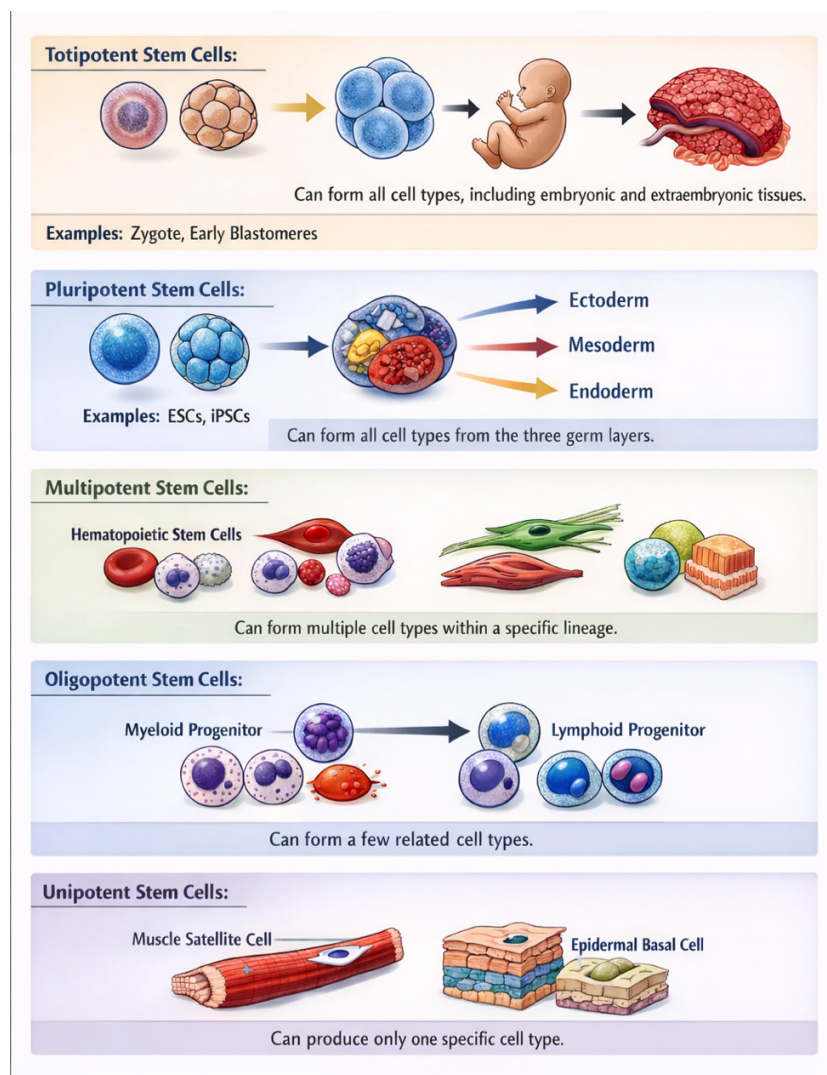 Totipotent Stem Cells:
Can form all cell types, including embryonic and extraembryonic tissues.
Examples: Zygote, Early Blastomeres
Pluripotent Stem Cells:
Ectoderm
Mesoderm
Endoderm
Examples: ESCs, iPSCs
Can form all cell types from the three germ layers.
Multipotent Stem Cells:
Hematopoietic Stem Cells
Can form multiple cell types within a specific lineage.
Oligopotent Stem Cells:
Myeloid Progenitor
Lymphoid Progenitor
Can form a few related cell types.
Unipotent Stem Cells:
Muscle Satellite Cell
Epidermal Basal Cell
Can produce only one specific cell type.